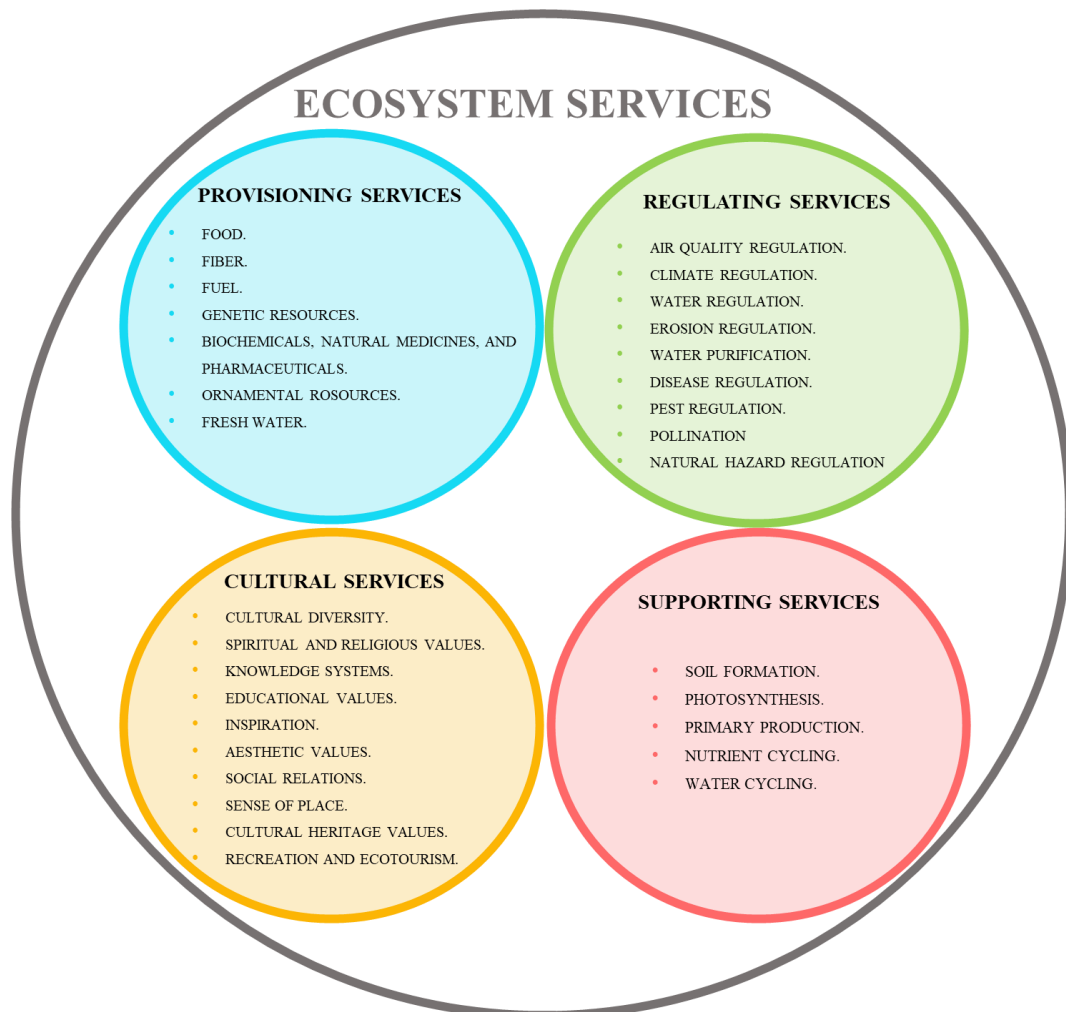 ECOSYSTEM SERVICES
PROVISIONING SERVICES
• FOOD.
• FIBER.
• FUEL.
• GENETIC RESOURCES.
• BIOCHEMICALS, NATURAL MEDICINES, AND
PHARMACEUTICALS.
• ORNAMENTAL ROSOURCES.
• FRESH WATER.
REGULATING SERVICES
• AIR QUALITY REGULATION.
• CLIMATE REGULATION.
• WATER REGULATION.
• EROSION REGULATION.
• WATER PURIFICATION.
• DISEASE REGULATION.
• PEST REGULATION.
• POLLINATION
• NATURAL HAZARD REGULATION
CULTURAL SERVICES
• CULTURAL DIVERSITY.
• SPIRITUAL AND RELIGIOUS VALUES.
• KNOWLEDGE SYSTEMS.
• EDUCATIONAL VALUES.
• INSPIRATION.
• AESTHETIC VALUES.
• SOCIAL RELATIONS.
• SENSE OF PLACE.
• CULTURAL HERITAGE VALUES.
• RECREATION AND ECOTOURISM.
SUPPORTING SERVICES
• SOIL FORMATION.
• PHOTOSYNTHESIS.
• PRIMARY PRODUCTION.
• NUTRIENT CYCLING.
• WATER CYCLING.